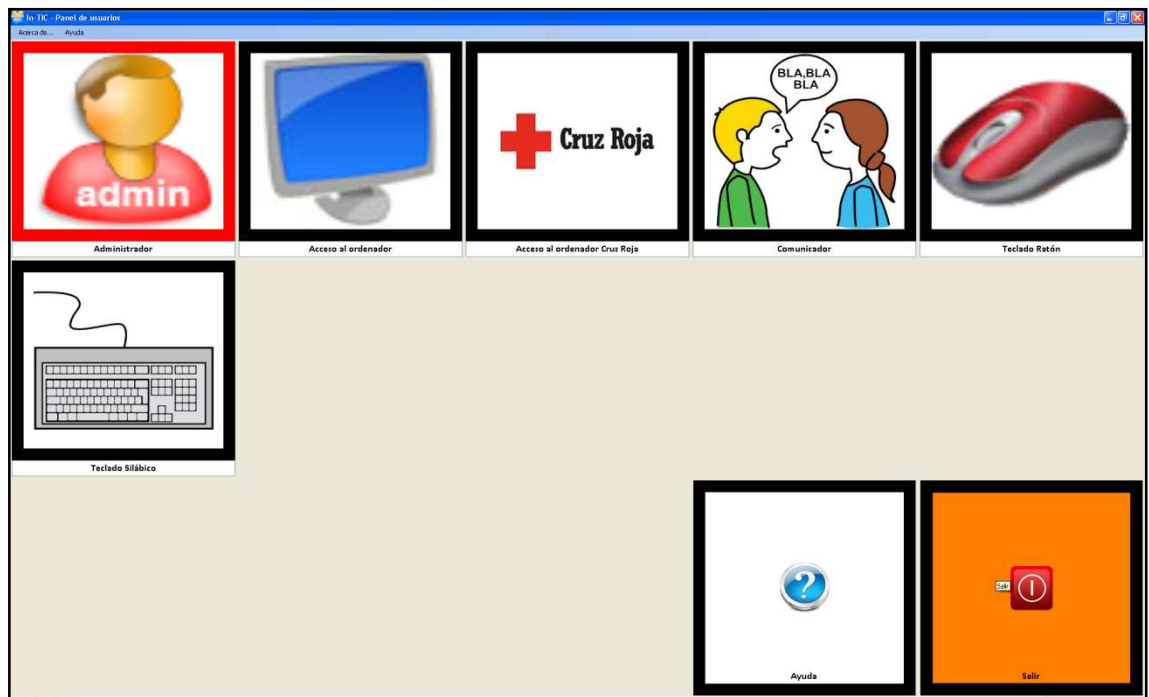 In-TIC - Panel de usuarios
Acerca de... Ayuda
admin
Administrador
Acceso al ordenador
Cruz Roja
Acceso al ordenador Cruz Roja
BLA,BLA
BLA
Comunicador
Teclado Ratón
Teclado Silábico
Ayuda
Salir
Salir